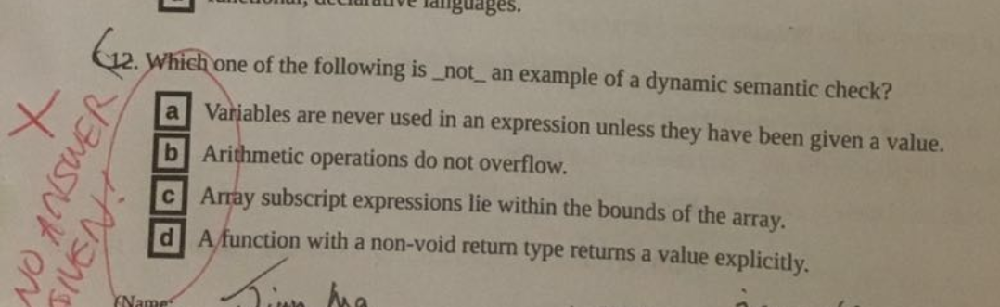 functional, declarative languages.
12. Which one of the following is _not_ an example of a dynamic semantic check?
a Variables are never used in an expression unless they have been given a value.
b Arithmetic operations do not overflow.
c Array subscript expressions lie within the bounds of the array.
d A function with a non-void return type returns a value explicitly.
X
NO ANSWER
GIVEN!
(Name: